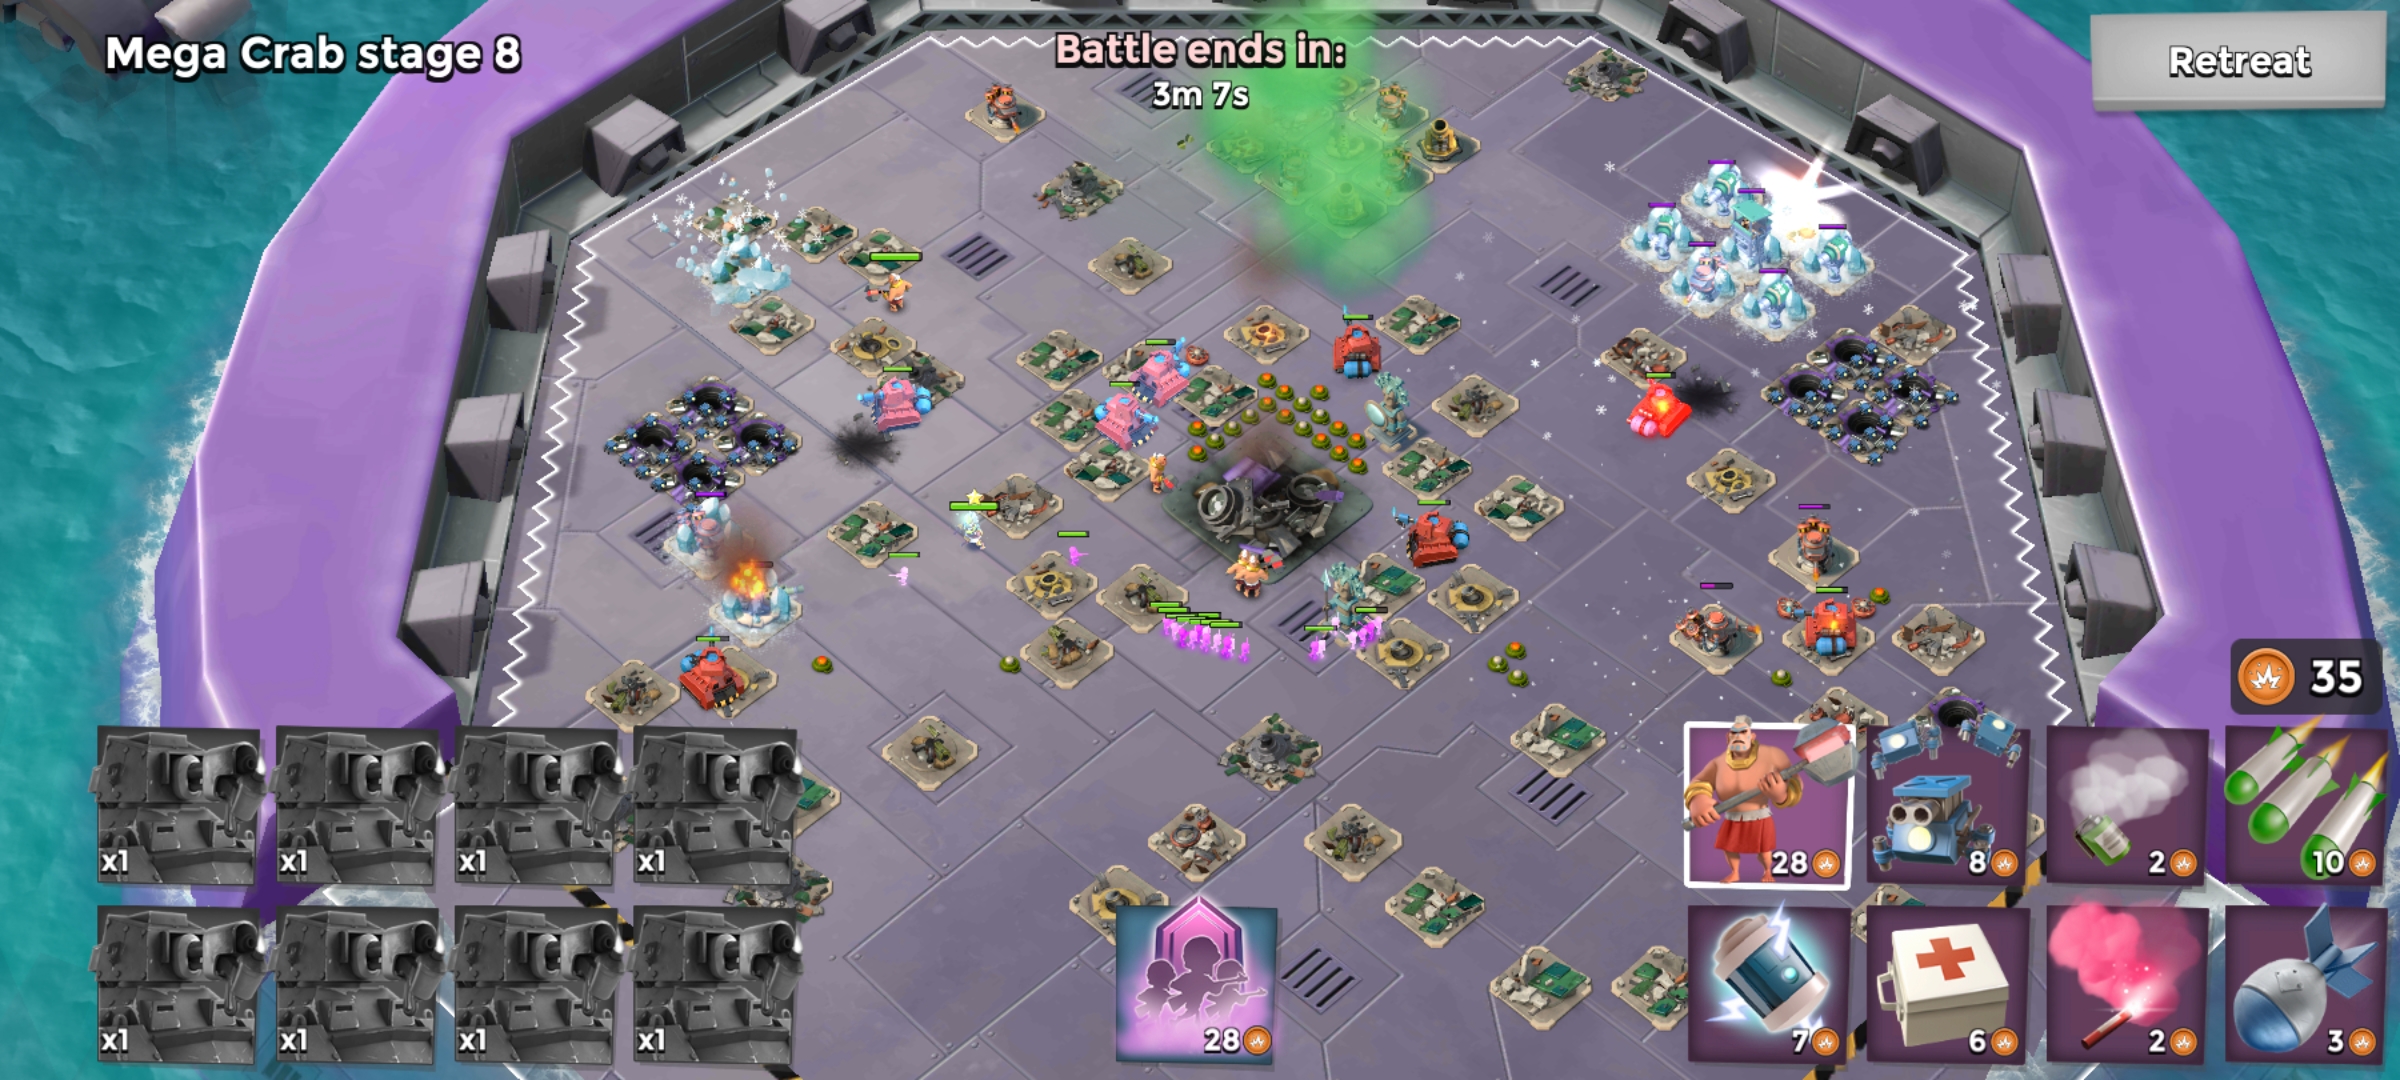 Mega Crab stage 8
Battle ends in:
3m 7s
Retreat
35
x1
x1
x1
x1
28
8
2
10
x1
x1
x1
x1
28
7
6
2
3